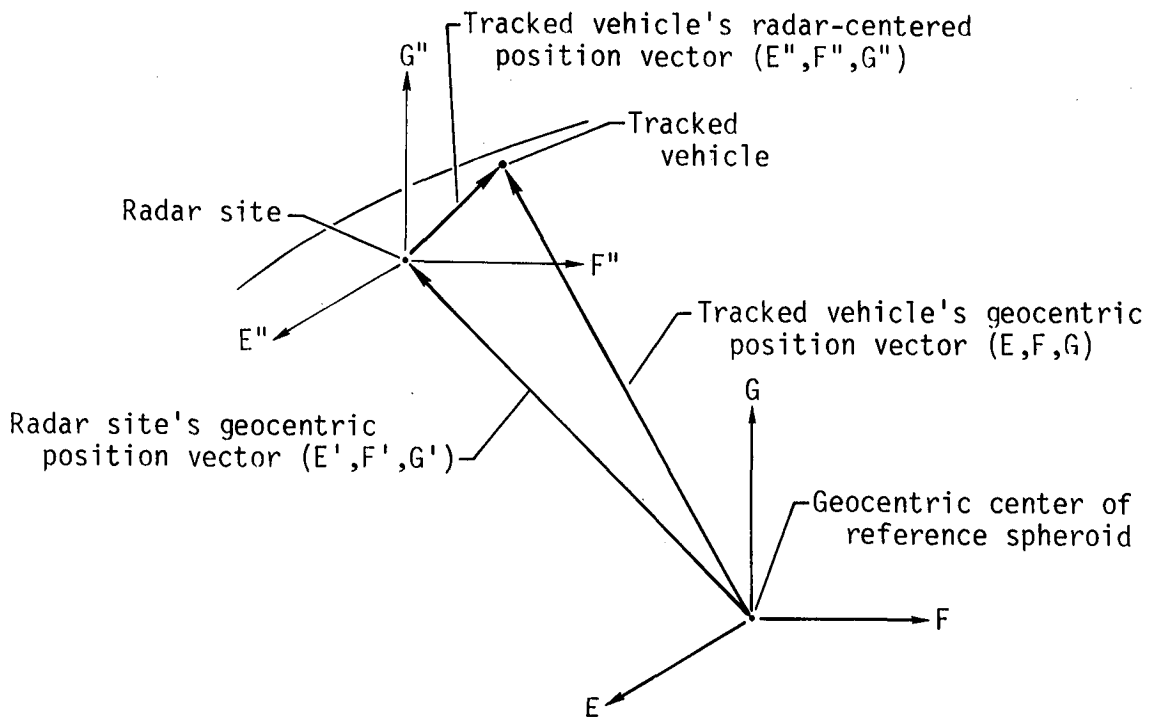 Tracked vehicle's radar-centered
position vector (E",F",G")
G"
Tracked
vehicle
Radar site
F"
E"
Tracked vehicle's geocentric
position vector (E,F,G)
G
Radar site's geocentric
position vector (E',F',G')
Geocentric center of
reference spheroid
F
E